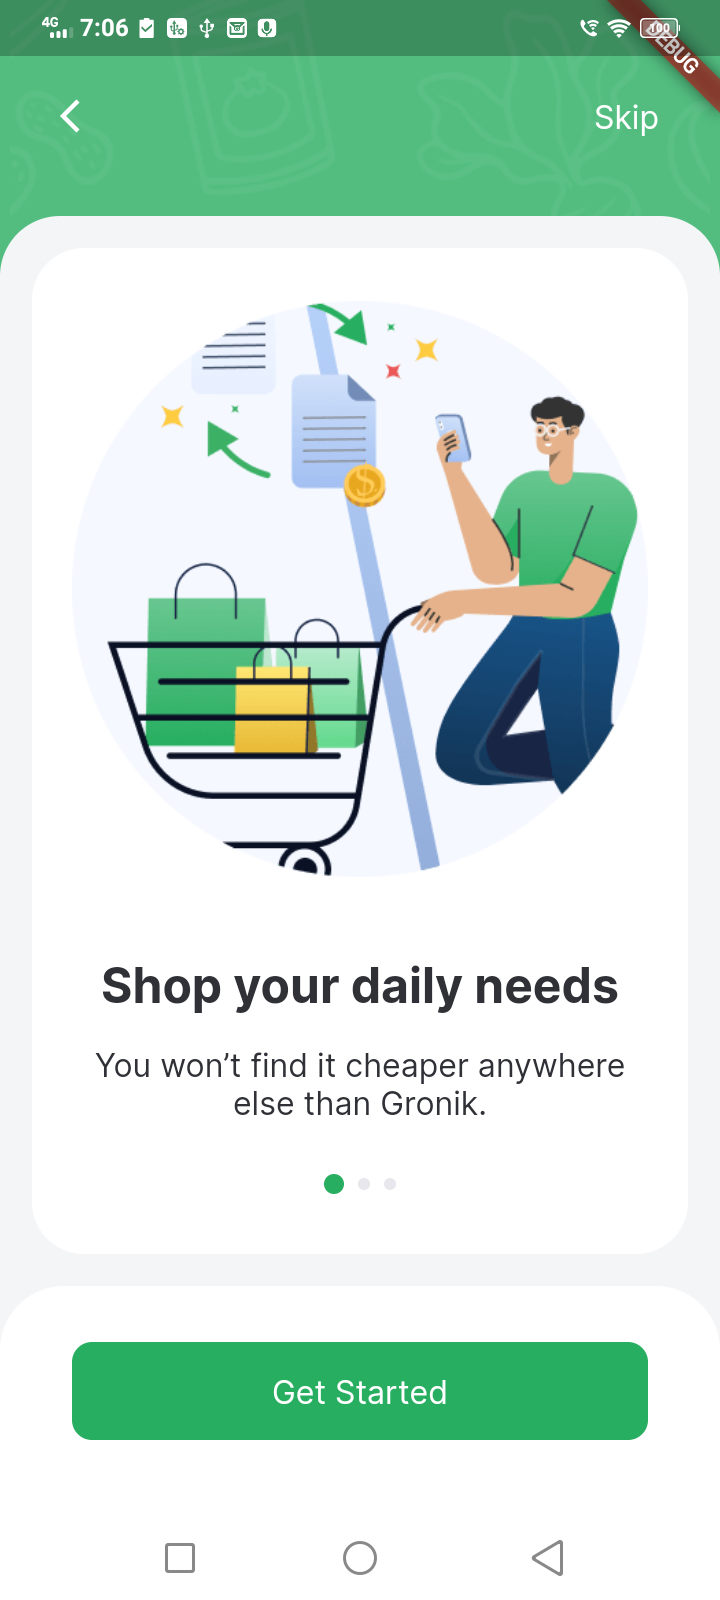 4G 7:06 100
DEBUG
Skip
$
Shop your daily needs
You won’t find it cheaper anywhere
else than Gronik.
Get Started